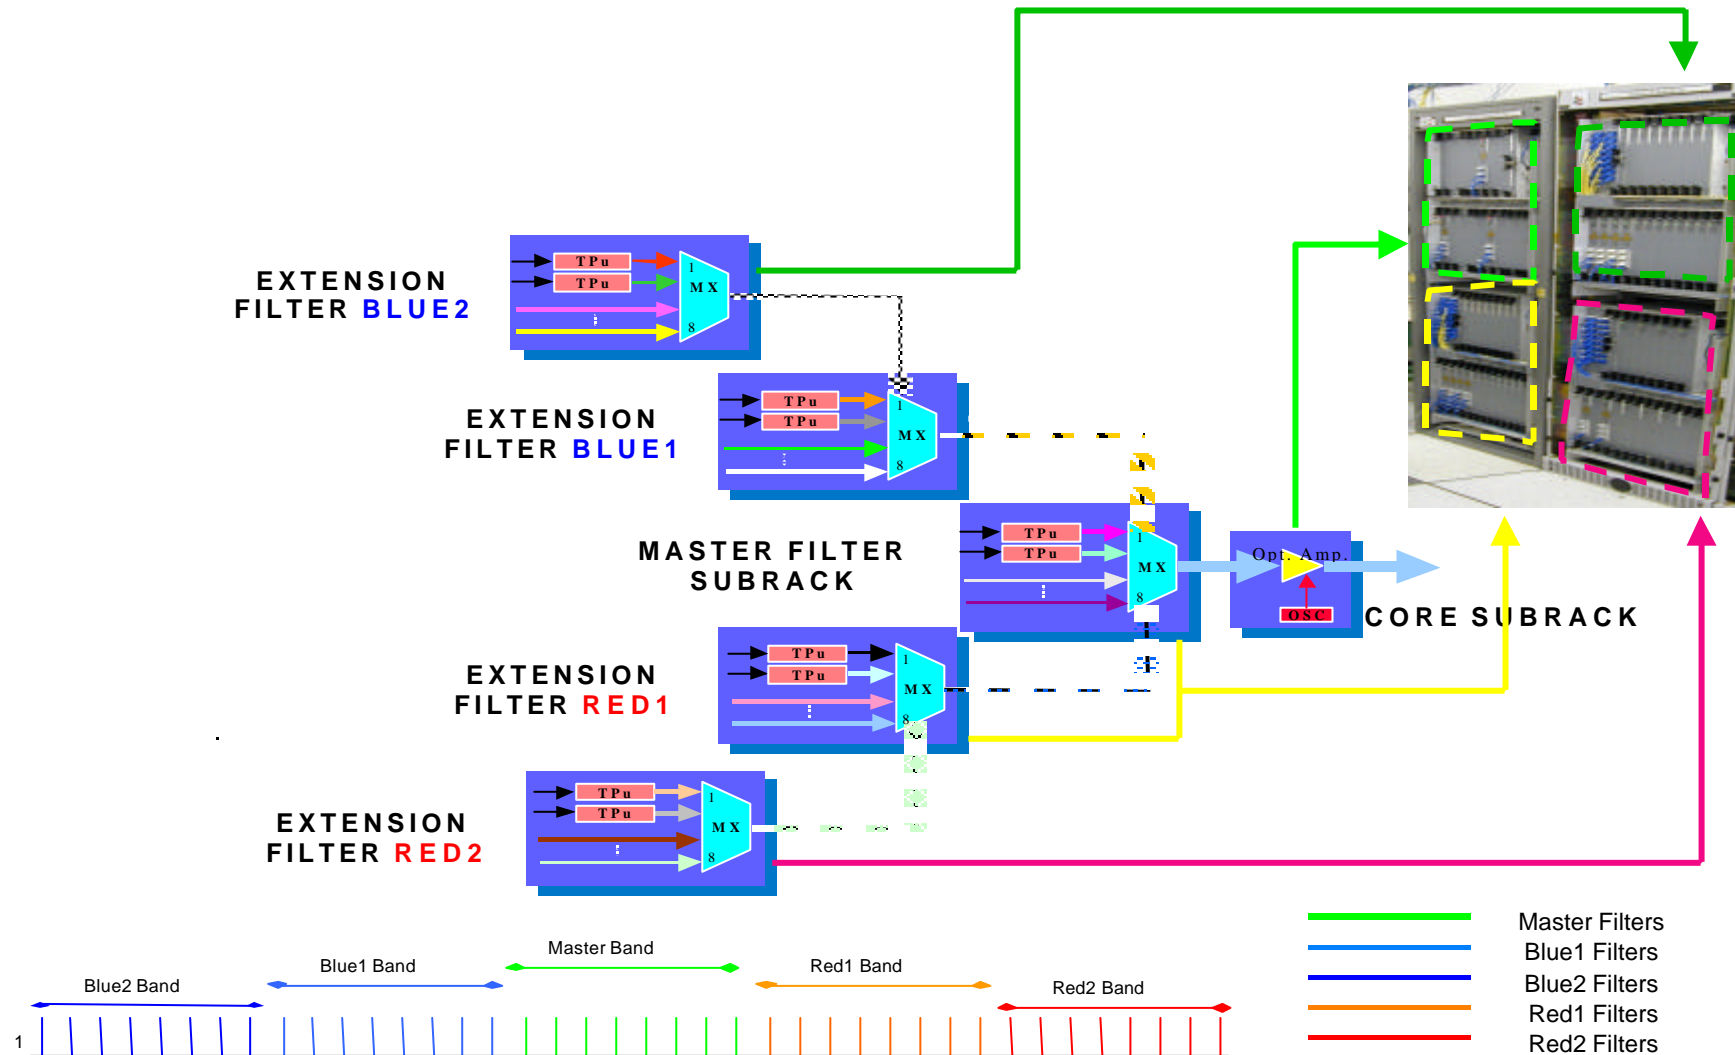 EXTENSION
FILTER BLUE2
TPu
TPu
1
MX
8
EXTENSION
FILTER BLUE1
TPu
TPu
1
MX
8
MASTER FILTER
SUBRACK
TPu
TPu
1
MX
8
Opt. Amp.
OSC
CORE SUBRACK
EXTENSION
FILTER RED1
TPu
TPu
1
MX
8
EXTENSION
FILTER RED2
TPu
TPu
1
MX
8
Blue2 Band
Blue1 Band
Master Band
Red1 Band
Red2 Band
1
Master Filters
Blue1 Filters
Blue2 Filters
Red1 Filters
Red2 Filters